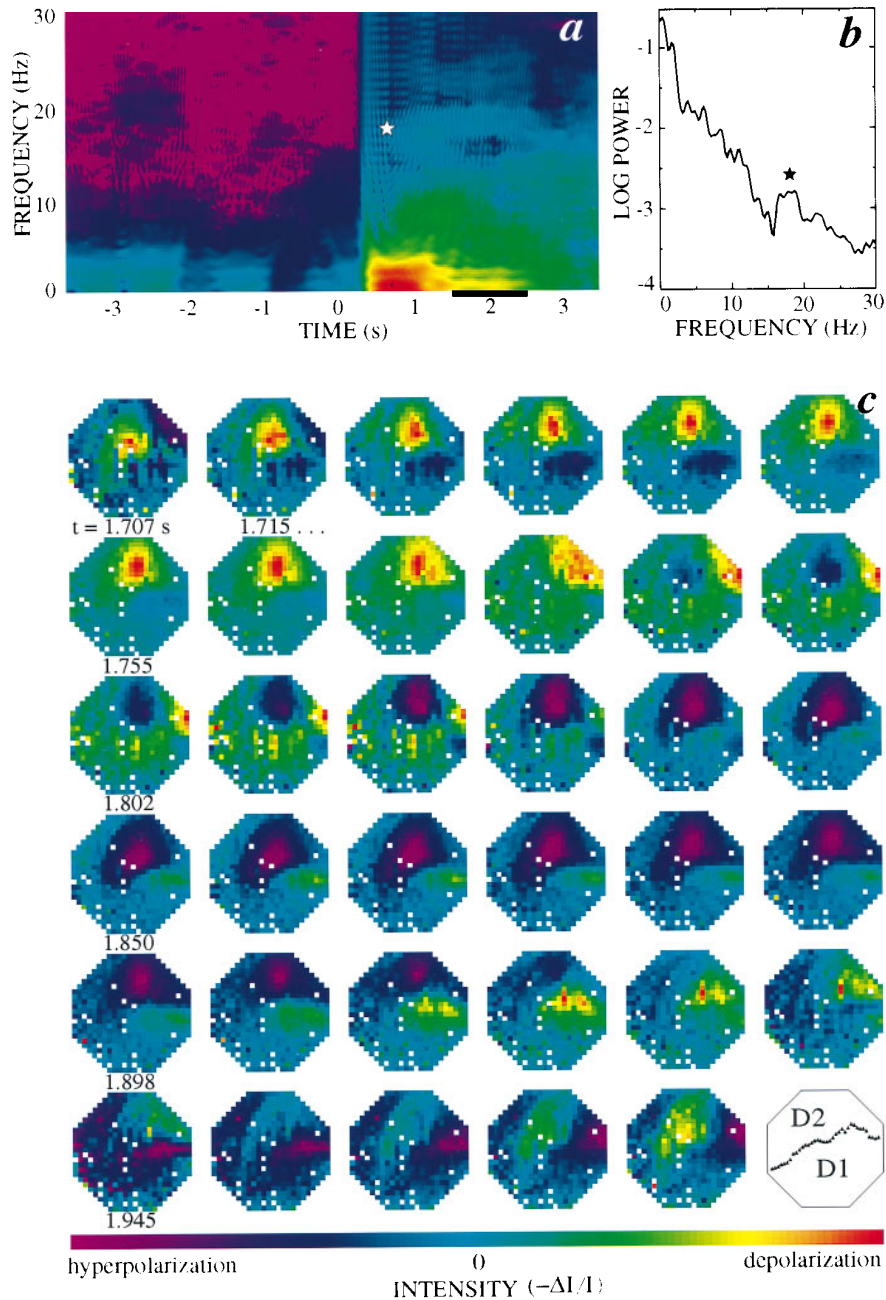 a
30
20
10
0
FREQUENCY (Hz)
-3 -2 -1 0 1 2 3
TIME (s)
b
-1
-2
-3
-4
LOG POWER
0 10 20 30
FREQUENCY (Hz)
c
t = 1.707 s 1.715 . . .
1.755
1.802
1.850
1.898
1.945
D2
D1
hyperpolarization 0 depolarization
INTENSITY (−ΔI/I)